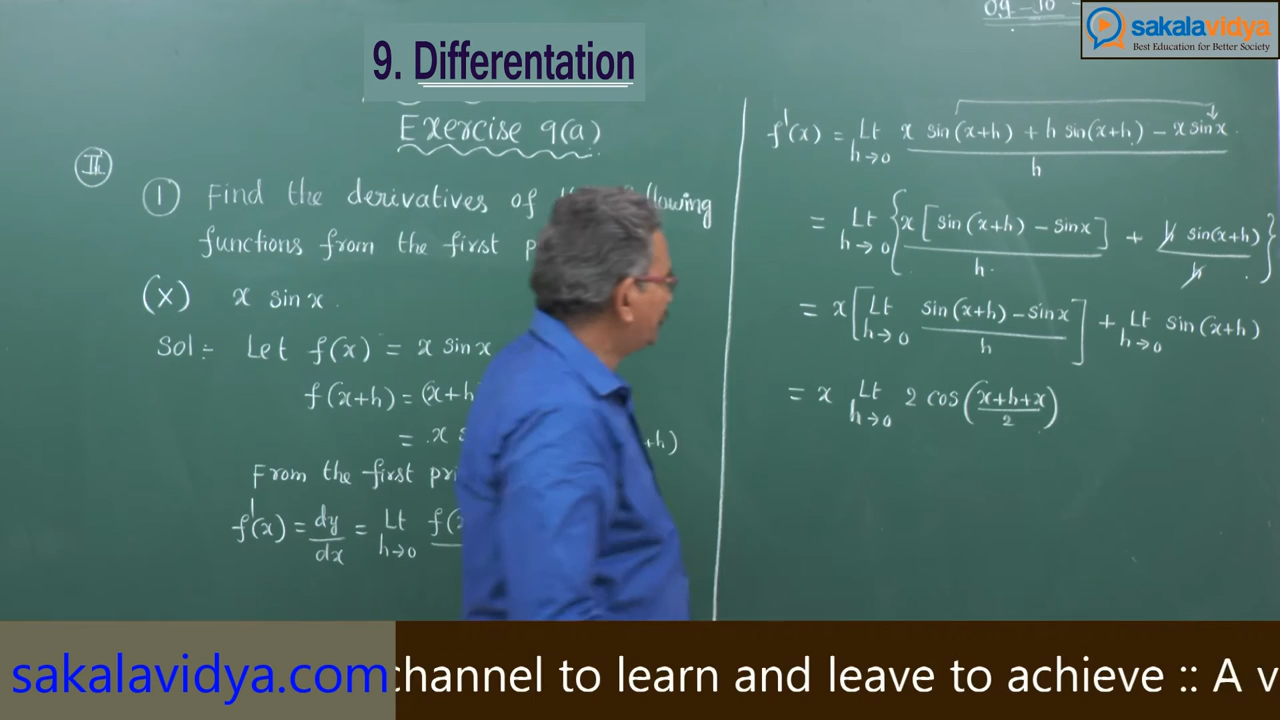 09-10
sakalavidya
Best Education for Better Society
9. Differentation
Exercise 9(a)
II
① Find the derivatives of following
functions from the first
(x) x sin x.
Sol:- Let f(x) = x sin x
f(x+h) = (x+h
= x
From the first
f'(x) = dy/dx = Lt h→0
f'(x) = Lt h→0 (x sin(x+h) + h sin(x+h) - x sin x)/h
= Lt h→0 { x[sin(x+h) - sin x]/h + h sin(x+h)/h }
= x[Lt h→0 (sin(x+h) - sin x)/h] + Lt h→0 sin(x+h)
= x Lt h→0 2 cos((x+h+x)/2)
sakalavidya.com
channel to learn and leave to achieve :: A v